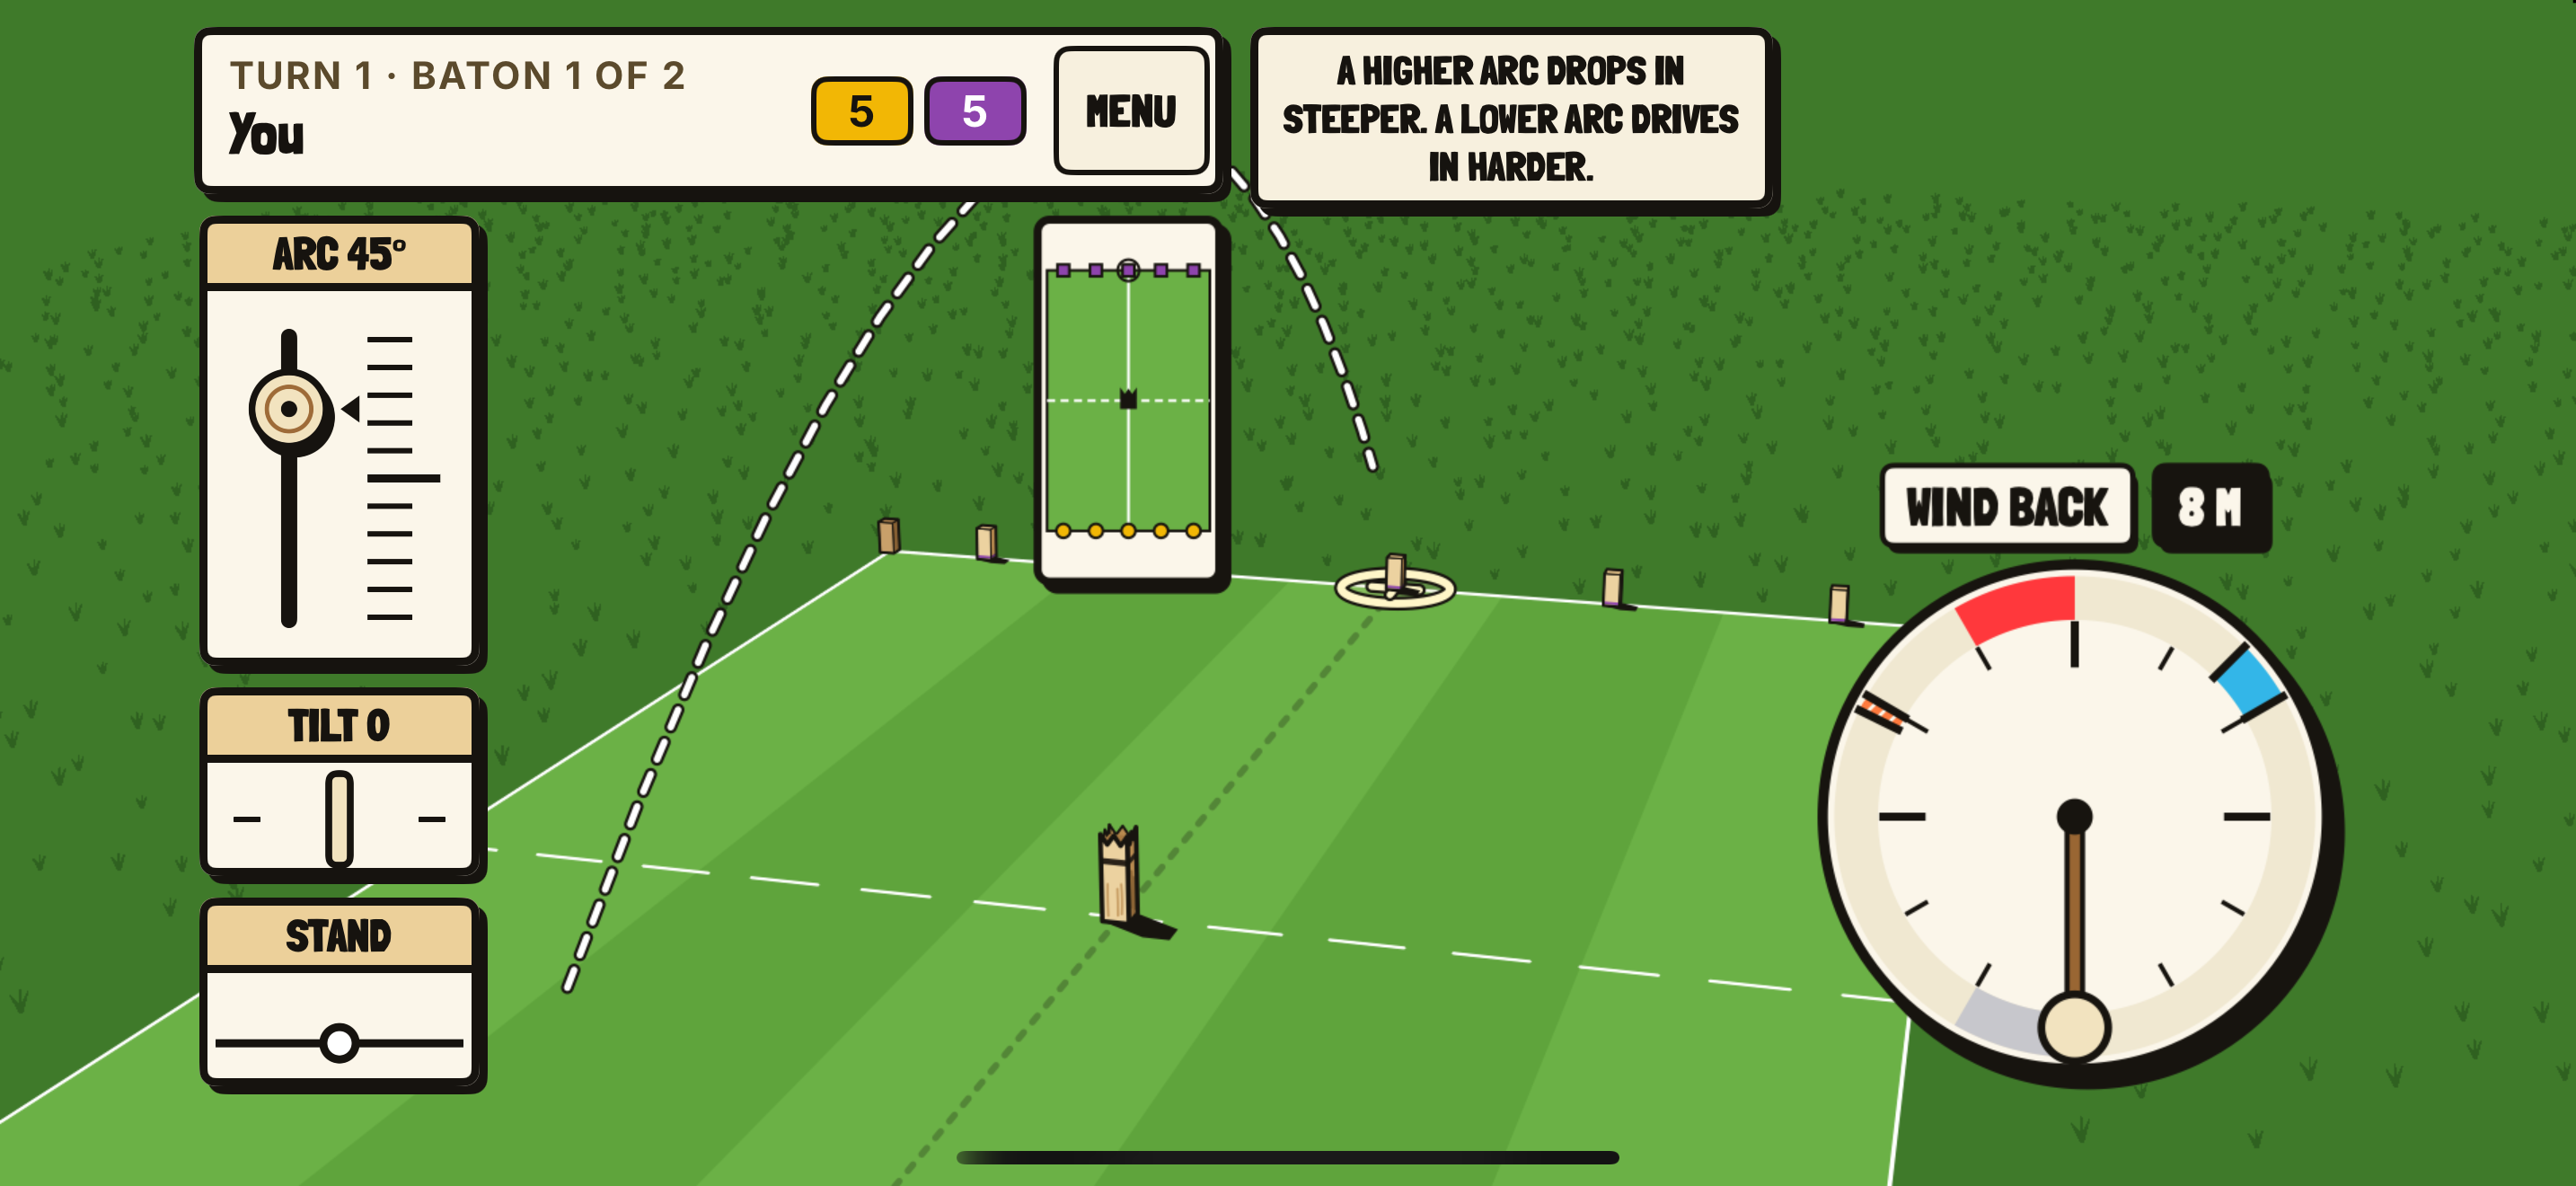 TURN 1 · BATON 1 OF 2
You
5
5
MENU
A HIGHER ARC DROPS IN
STEEPER. A LOWER ARC DRIVES
IN HARDER.
ARC 45°
TILT 0
STAND
WIND BACK
8 M